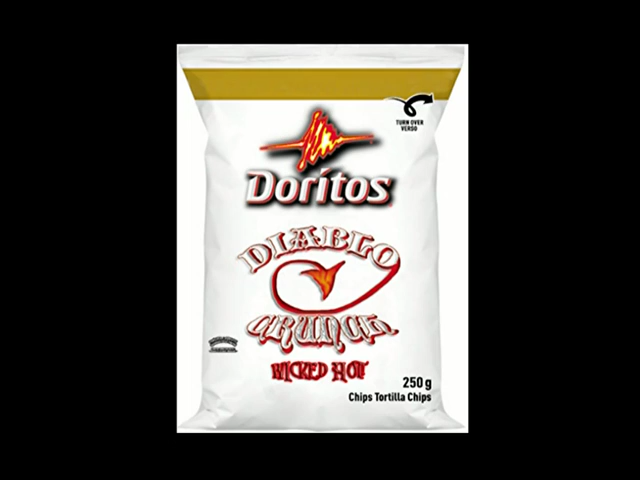 TURN OVER
VERSO
Doritos
DIABLO
CRUNCH
WICKED HOT
250 g
Chips Tortilla Chips